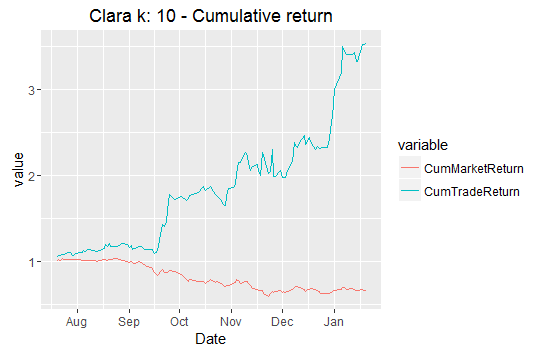 Clara k: 10 - Cumulative return
value
3
2
1
Aug Sep Oct Nov Dec Jan
Date
variable
CumMarketReturn
CumTradeReturn